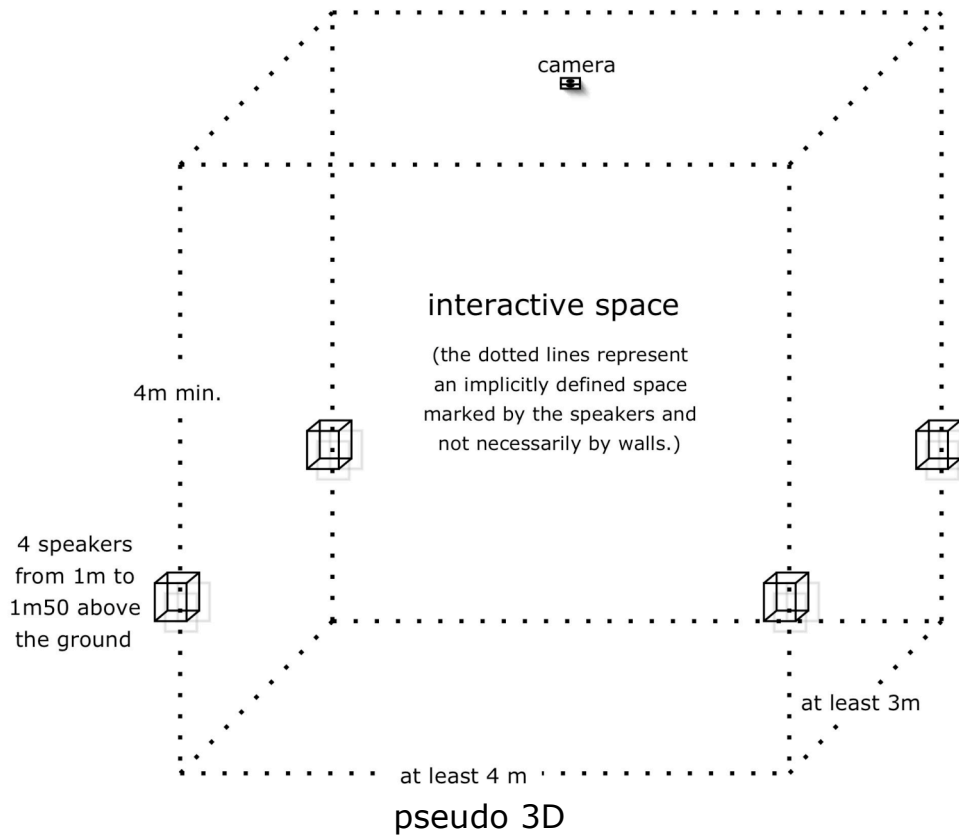 camera
interactive space
(the dotted lines represent
an implicitly defined space
marked by the speakers and
not necessarily by walls.)
4m min.
4 speakers
from 1m to
1m50 above
the ground
at least 3m
at least 4 m
pseudo 3D